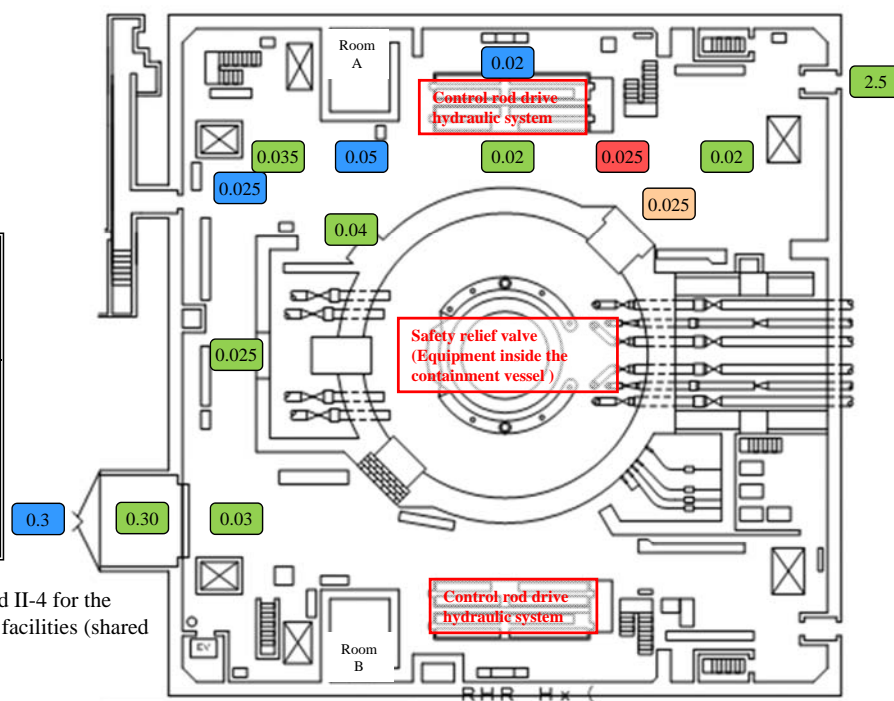 Room
A
0.02
2.5
Control rod drive
hydraulic system
0.035
0.05
0.02
0.025
0.02
0.025
0.025
0.04
Safety relief valve
(Equipment inside the
containment vessel )
0.025
0.3
0.30
0.03
d II-4 for the
facilities (shared
Control rod drive
hydraulic system
EV
Room
B
RHR Hx (